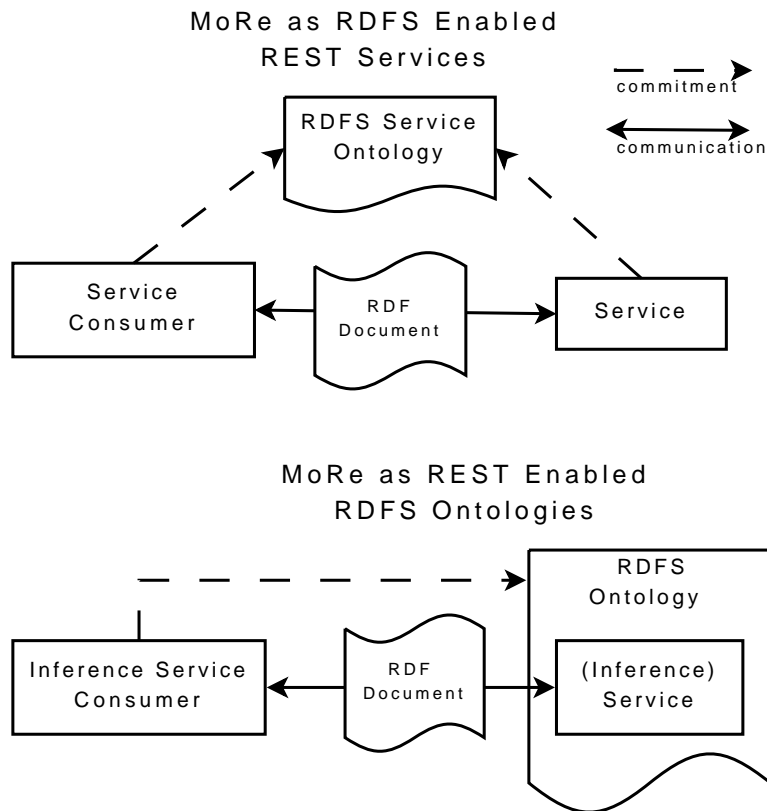 MoRe as RDFS Enabled
REST Services
commitment
communication
RDFS Service
Ontology
Service
Consumer
RDF
Document
Service
MoRe as REST Enabled
RDFS Ontologies
RDFS
Ontology
Inference Service
Consumer
RDF
Document
(Inference)
Service